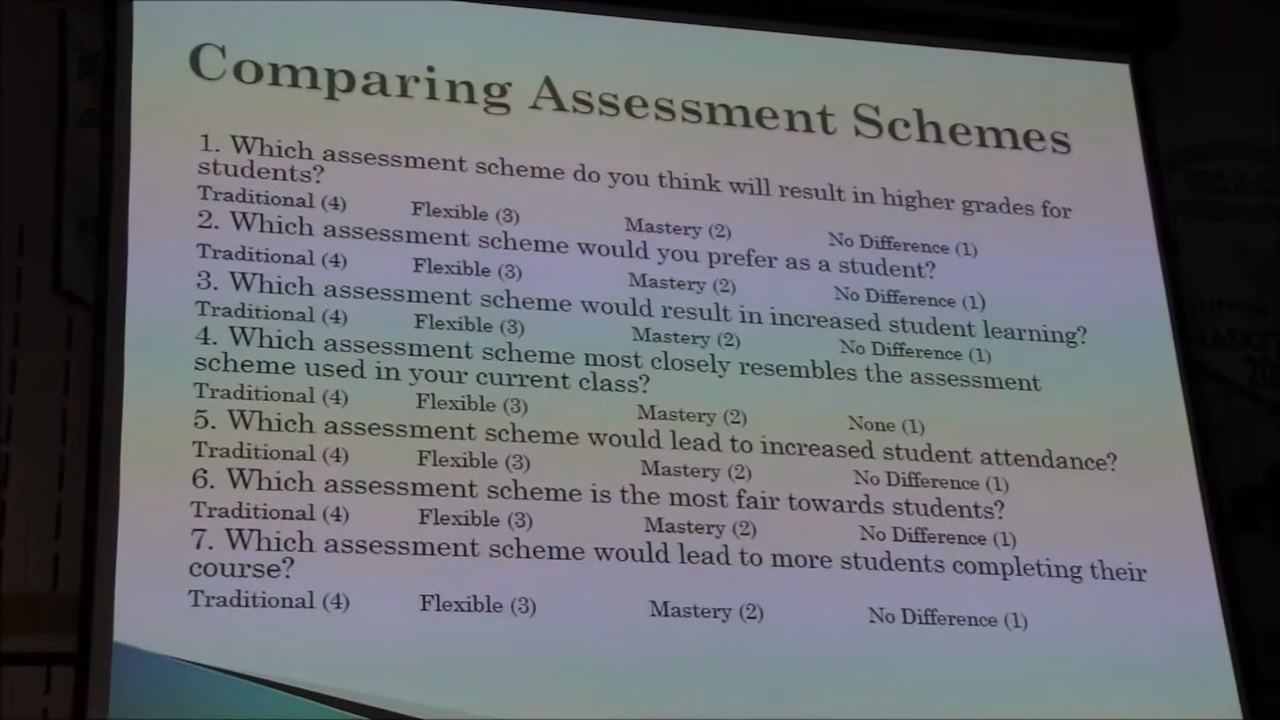 Comparing Assessment Schemes
1. Which assessment scheme do you think will result in higher grades for
students?
Traditional (4) Flexible (3) Mastery (2) No Difference (1)
2. Which assessment scheme would you prefer as a student?
Traditional (4) Flexible (3) Mastery (2) No Difference (1)
3. Which assessment scheme would result in increased student learning?
Traditional (4) Flexible (3) Mastery (2) No Difference (1)
4. Which assessment scheme most closely resembles the assessment
scheme used in your current class?
Traditional (4) Flexible (3) Mastery (2) None (1)
5. Which assessment scheme would lead to increased student attendance?
Traditional (4) Flexible (3) Mastery (2) No Difference (1)
6. Which assessment scheme is the most fair towards students?
Traditional (4) Flexible (3) Mastery (2) No Difference (1)
7. Which assessment scheme would lead to more students completing their
course?
Traditional (4) Flexible (3) Mastery (2) No Difference (1)